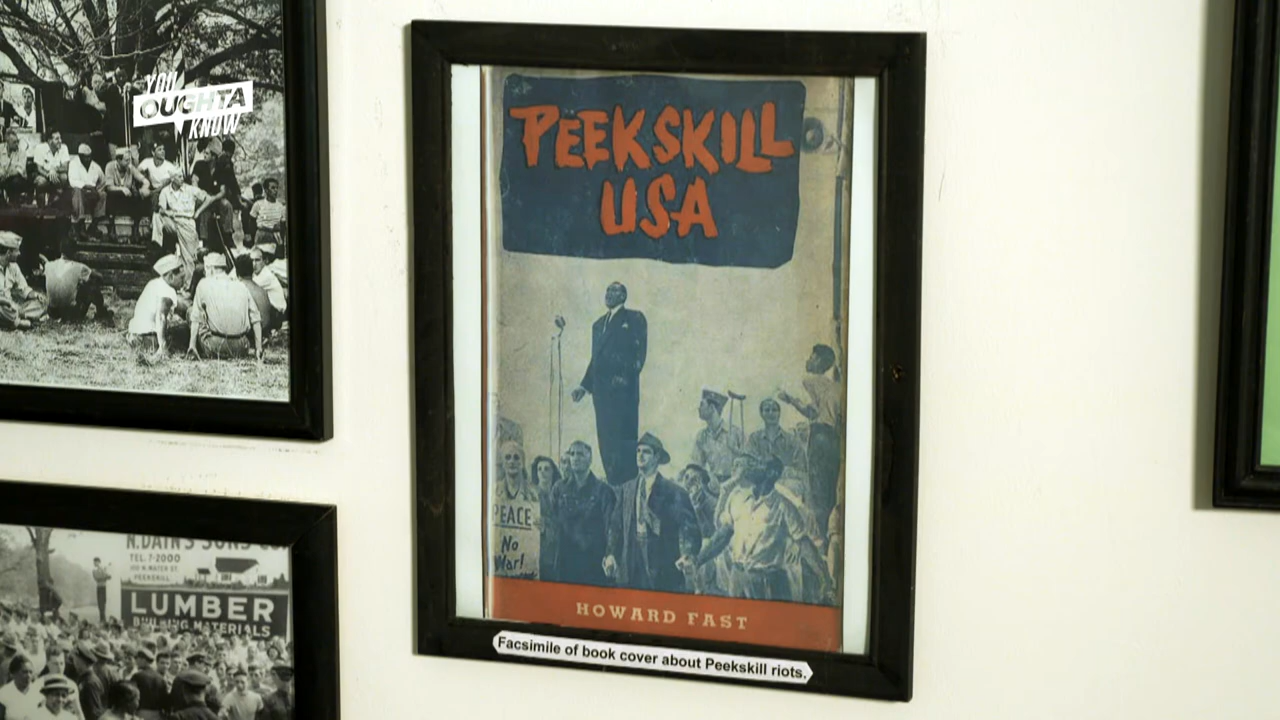 YOU
OUGHTA
KNOW
PEEKSKILL
USA
PEACE
No
War!
HOWARD FAST
Facsimile of book cover about Peekskill riots.
N. DAIN'S SONS CO.
TEL. 7-2000
PEEKSKILL
LUMBER
BUILDING MATERIALS